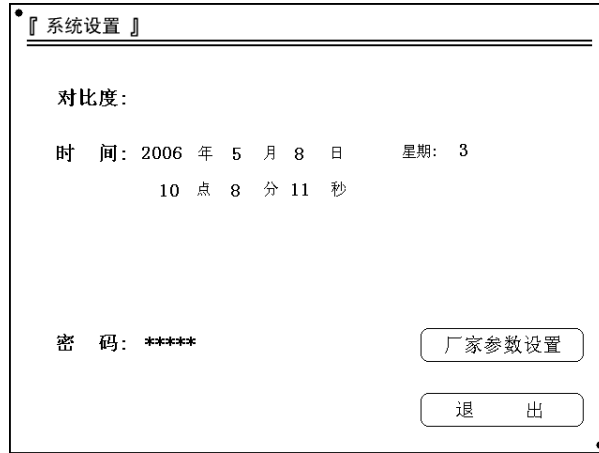 『 系统设置 』
对比度:
时 间: 2006 年 5 月 8 日 星期: 3
10 点 8 分 11 秒
密 码: *****
厂家参数设置
退 出